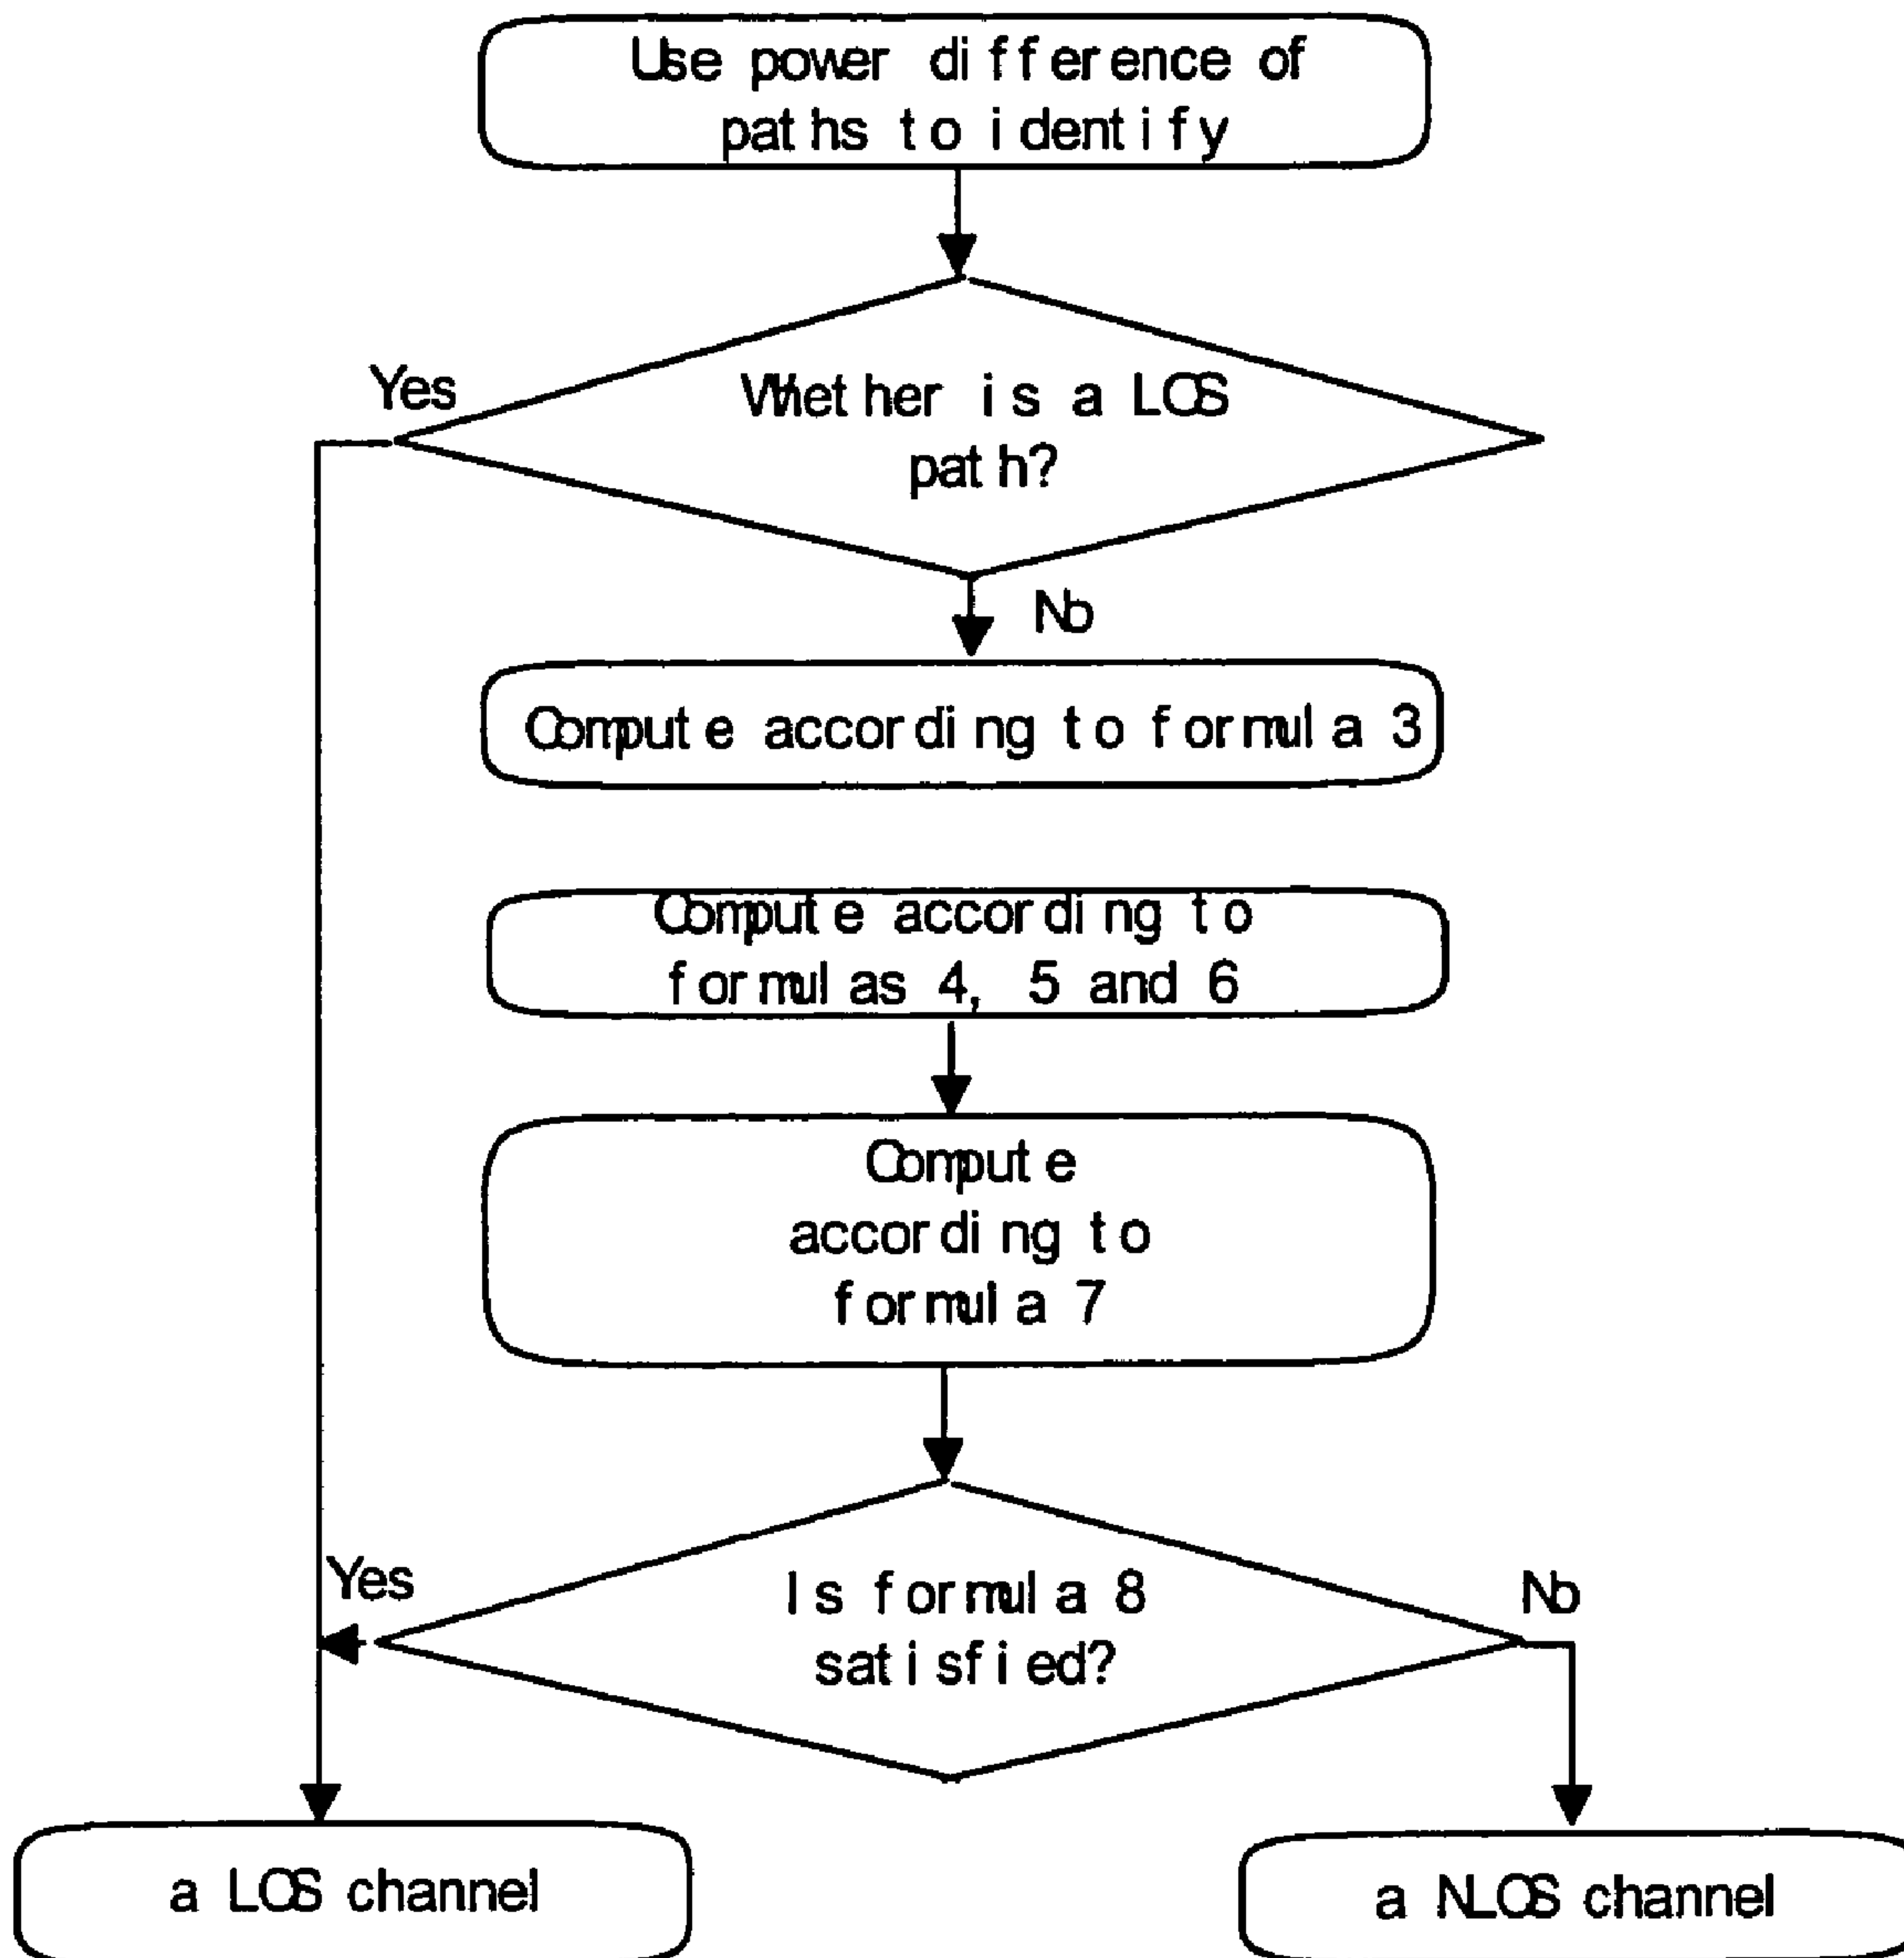 Use power difference of
paths to identify
Yes
Whether is a LOS
path?
No
Compute according to formula 3
Compute according to
formulas 4, 5 and 6
Compute
according to
formula 7
Yes
Is formula 8
satisfied?
No
a LOS channel
a NLOS channel